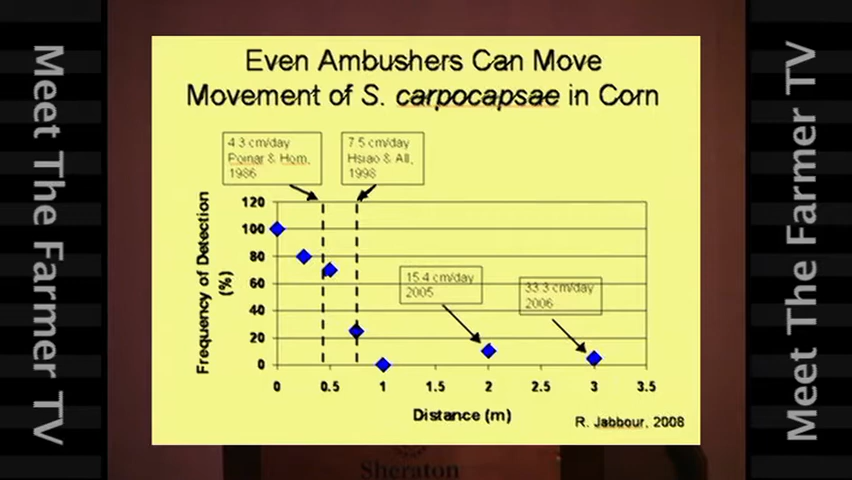 Meet The Farmer TV
Even Ambushers Can Move
Movement of S. carpocapsae in Corn
4.3 cm/day
Poinar & Hom,
1986
7.5 cm/day
Hsiao & All,
1998
Frequency of Detection
(%)
120
100
80
60
40
20
0
15.4 cm/day
2005
33.3 cm/day
2006
0
0.5
1
1.5
2
2.5
3
3.5
Distance (m)
R. Jabbour, 2008
Sheraton
Meet The Farmer TV